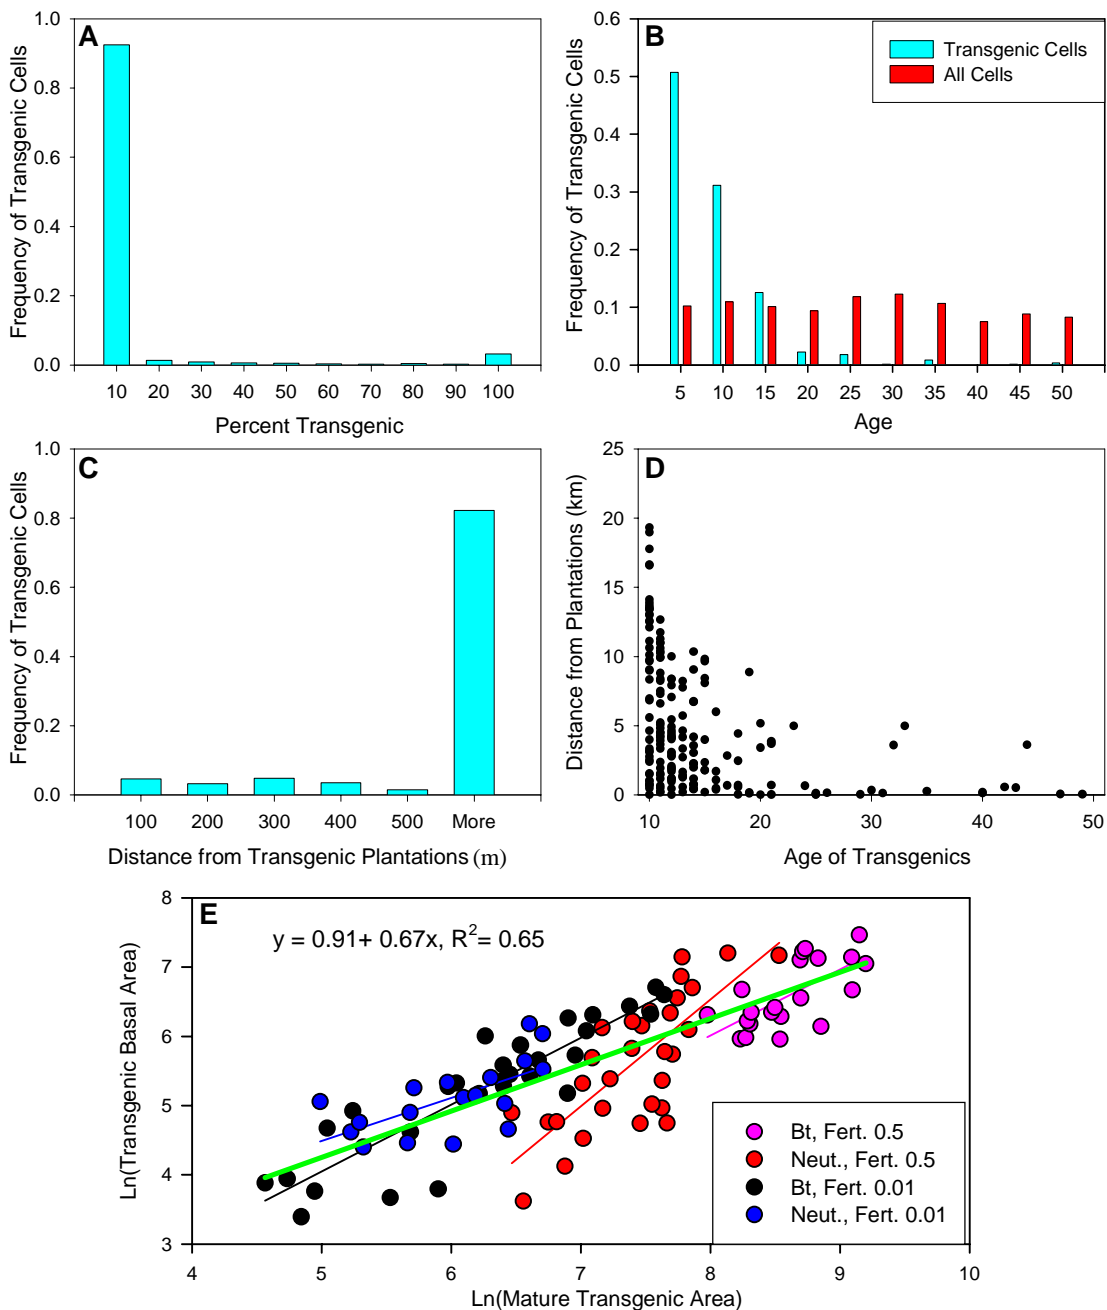 A
Frequency of Transgenic Cells
1.0
0.8
0.6
0.4
0.2
0.0
10 20 30 40 50 60 70 80 90 100
Percent Transgenic
B
Frequency of Transgenic Cells
0.6
0.5
0.4
0.3
0.2
0.1
0.0
Transgenic Cells
All Cells
5 10 15 20 25 30 35 40 45 50
Age
C
Frequency of Transgenic Cells
1.0
0.8
0.6
0.4
0.2
0.0
100 200 300 400 500 More
Distance from Transgenic Plantations (m)
D
Distance from Plantations (km)
25
20
15
10
5
0
10 20 30 40 50
Age of Transgenics
E
Ln(Transgenic Basal Area)
8
7
6
5
4
3
y = 0.91+ 0.67x, R²= 0.65
Bt, Fert. 0.5
Neut., Fert. 0.5
Bt, Fert. 0.01
Neut., Fert. 0.01
4 5 6 7 8 9 10
Ln(Mature Transgenic Area)